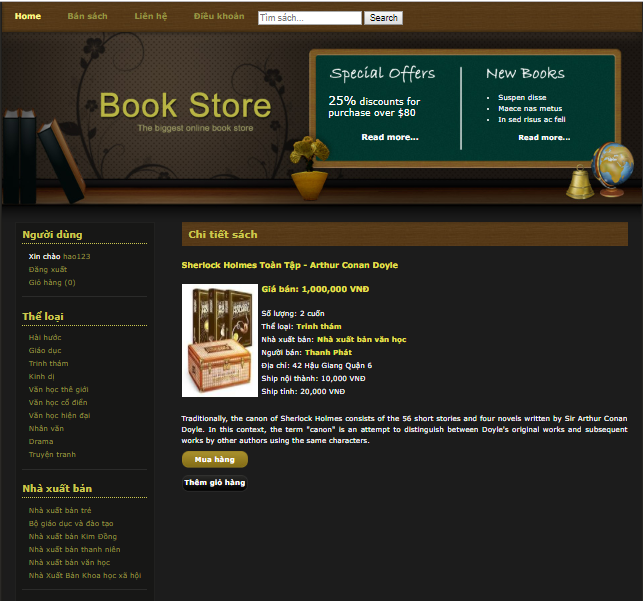 Home Bán sách Liên hệ Điều khoản Tìm sách... Search
Book Store
The biggest online book store
Special Offers
25% discounts for
purchase over $80
Read more...
New Books
Suspen disse
Maece nas metus
In sed risus ac feli
Read more...
Người dùng
Xin chào hao123
Đăng xuất
Giỏ hàng (0)
Thể loại
Hài hước
Giáo dục
Trinh thám
Kinh dị
Văn học thế giới
Văn học cổ điển
Văn học hiện đại
Nhân văn
Drama
Truyện tranh
Nhà xuất bản
Nhà xuất bản trẻ
Bộ giáo dục và đào tạo
Nhà xuất bản Kim Đồng
Nhà xuất bản thanh niên
Nhà xuất bản văn học
Nhà Xuất Bản Khoa học xã hội
Chi tiết sách
Sherlock Holmes Toàn Tập - Arthur Conan Doyle
Giá bán: 1,000,000 VNĐ
Số lượng: 2 cuốn
Thể loại: Trinh thám
Nhà xuất bản: Nhà xuất bản văn học
Người bán: Thanh Phát
Địa chỉ: 42 Hậu Giang Quận 6
Ship nội thành: 10,000 VNĐ
Ship tỉnh: 20,000 VNĐ
Traditionally, the canon of Sherlock Holmes consists of the 56 short stories and four novels written by Sir Arthur Conan
Doyle. In this context, the term "canon" is an attempt to distinguish between Doyle's original works and subsequent
works by other authors using the same characters.
Mua hàng
Thêm giỏ hàng